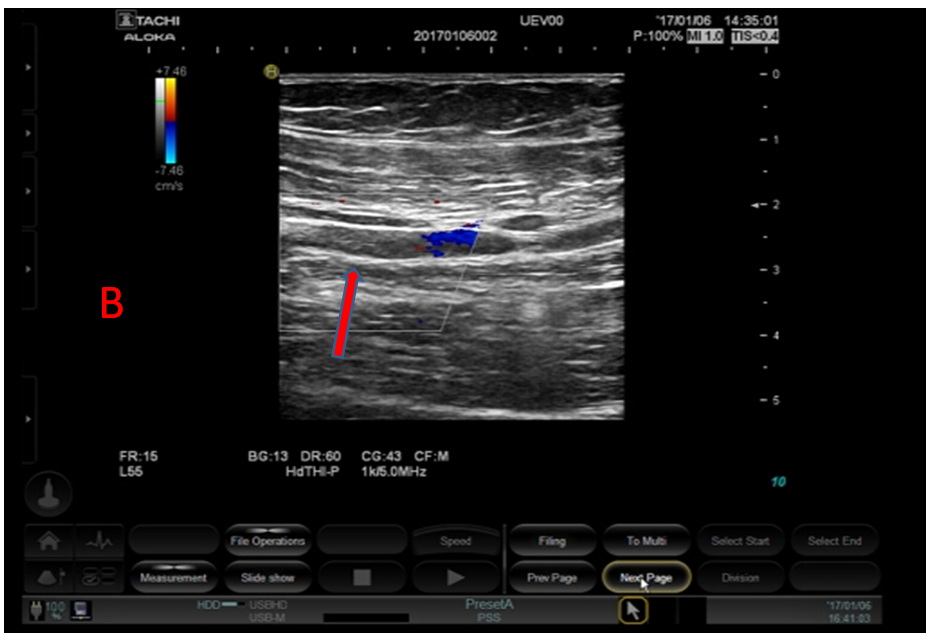 HITACHI
ALOKA
UEV00
20170106002
'17/01/06 14:35:01
P:100% MI 1.0 TIS<0.4
+7.46
-7.46
cm/s
H
0
1
2
3
4
5
B
FR:15
L55
BG:13 DR:60 CG:43 CF:M
HdTHI-P 1k/5.0MHz
10
File Operations
Speed
Filing
To Multi
Select Start
Select End
Measurement
Slide show
Prev Page
Next Page
Division
100
%
HDD
USBHD
USB-M
PresetA
PSS
'17/01/06
16:41:03